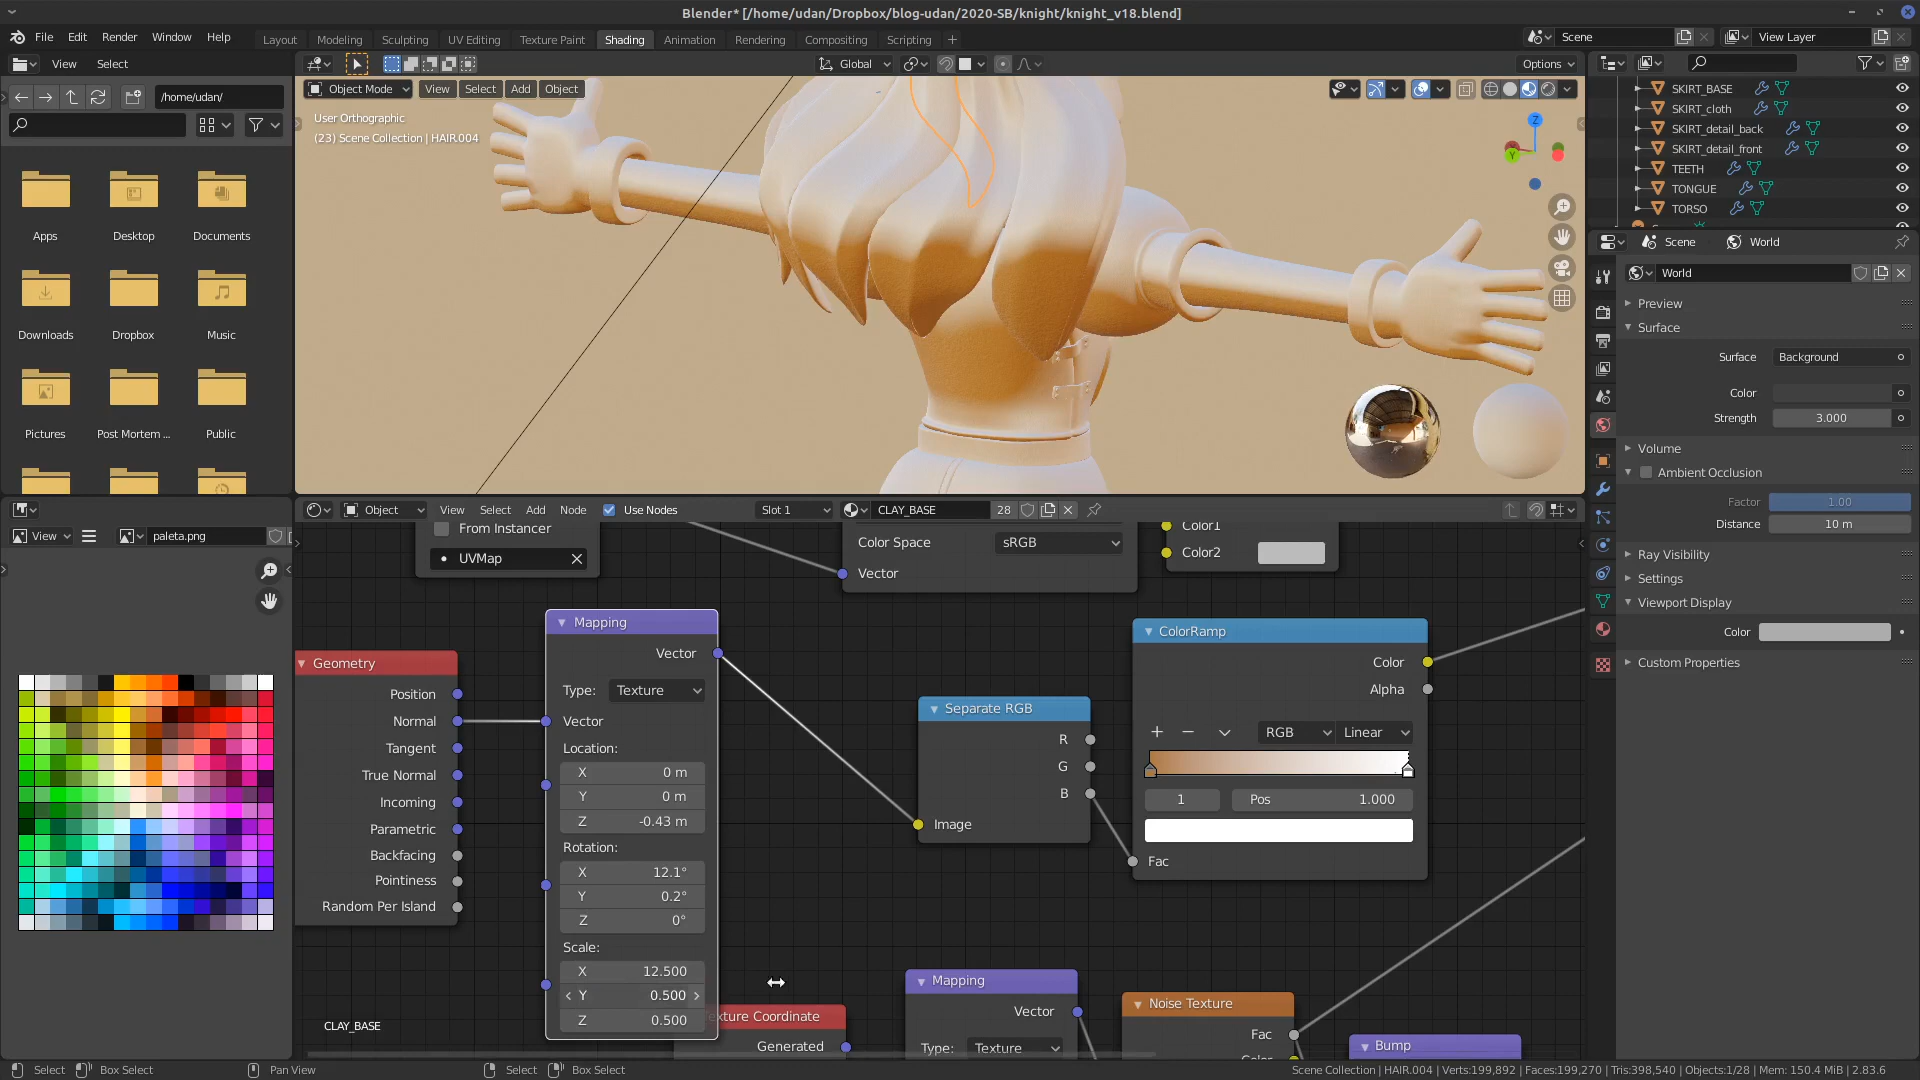 Blender* [/home/udan/Dropbox/blog-udan/2020-SB/knight/knight_v18.blend]
File Edit Render Window Help
Layout Modeling Sculpting UV Editing Texture Paint Shading Animation Rendering Compositing Scripting +
Scene
View Layer
View Select
Global
Options
/home/udan/
Object Mode View Select Add Object
User Orthographic
(23) Scene Collection | HAIR.004
Z
Y
SKIRT_BASE
SKIRT_cloth
SKIRT_detail_back
SKIRT_detail_front
TEETH
TONGUE
TORSO
Apps Desktop Documents
Downloads Dropbox Music
Pictures Post Mortem ... Public
Scene World
World
Preview
Surface
Surface Background
Color
Strength 3.000
Volume
Ambient Occlusion
Factor 1.00
Distance 10 m
Ray Visibility
Settings
Viewport Display
Color
Custom Properties
View paleta.png
Object View Select Add Node Use Nodes Slot 1 CLAY_BASE 28
From Instancer
UVMap
Color Space sRGB
Vector
Color1
Color2
Geometry
Position
Normal
Tangent
True Normal
Incoming
Parametric
Backfacing
Pointiness
Random Per Island
Mapping
Vector
Type: Texture
Vector
Location:
X 0 m
Y 0 m
Z -0.43 m
Rotation:
X 12.1°
Y 0.2°
Z 0°
Scale:
X 12.500
Y 0.500
Z 0.500
Separate RGB
R
G
B
Image
ColorRamp
Color
Alpha
RGB Linear
1 Pos 1.000
Fac
exture Coordinate
Generated
Mapping
Vector
Type: Texture
Noise Texture
Fac
Color
Bump
CLAY_BASE
Select Box Select Pan View Select Box Select
Scene Collection | HAIR.004 | Verts:199,892 | Faces:199,270 | Tris:398,540 | Objects:1/28 | Mem: 150.4 MiB | 2.83.6